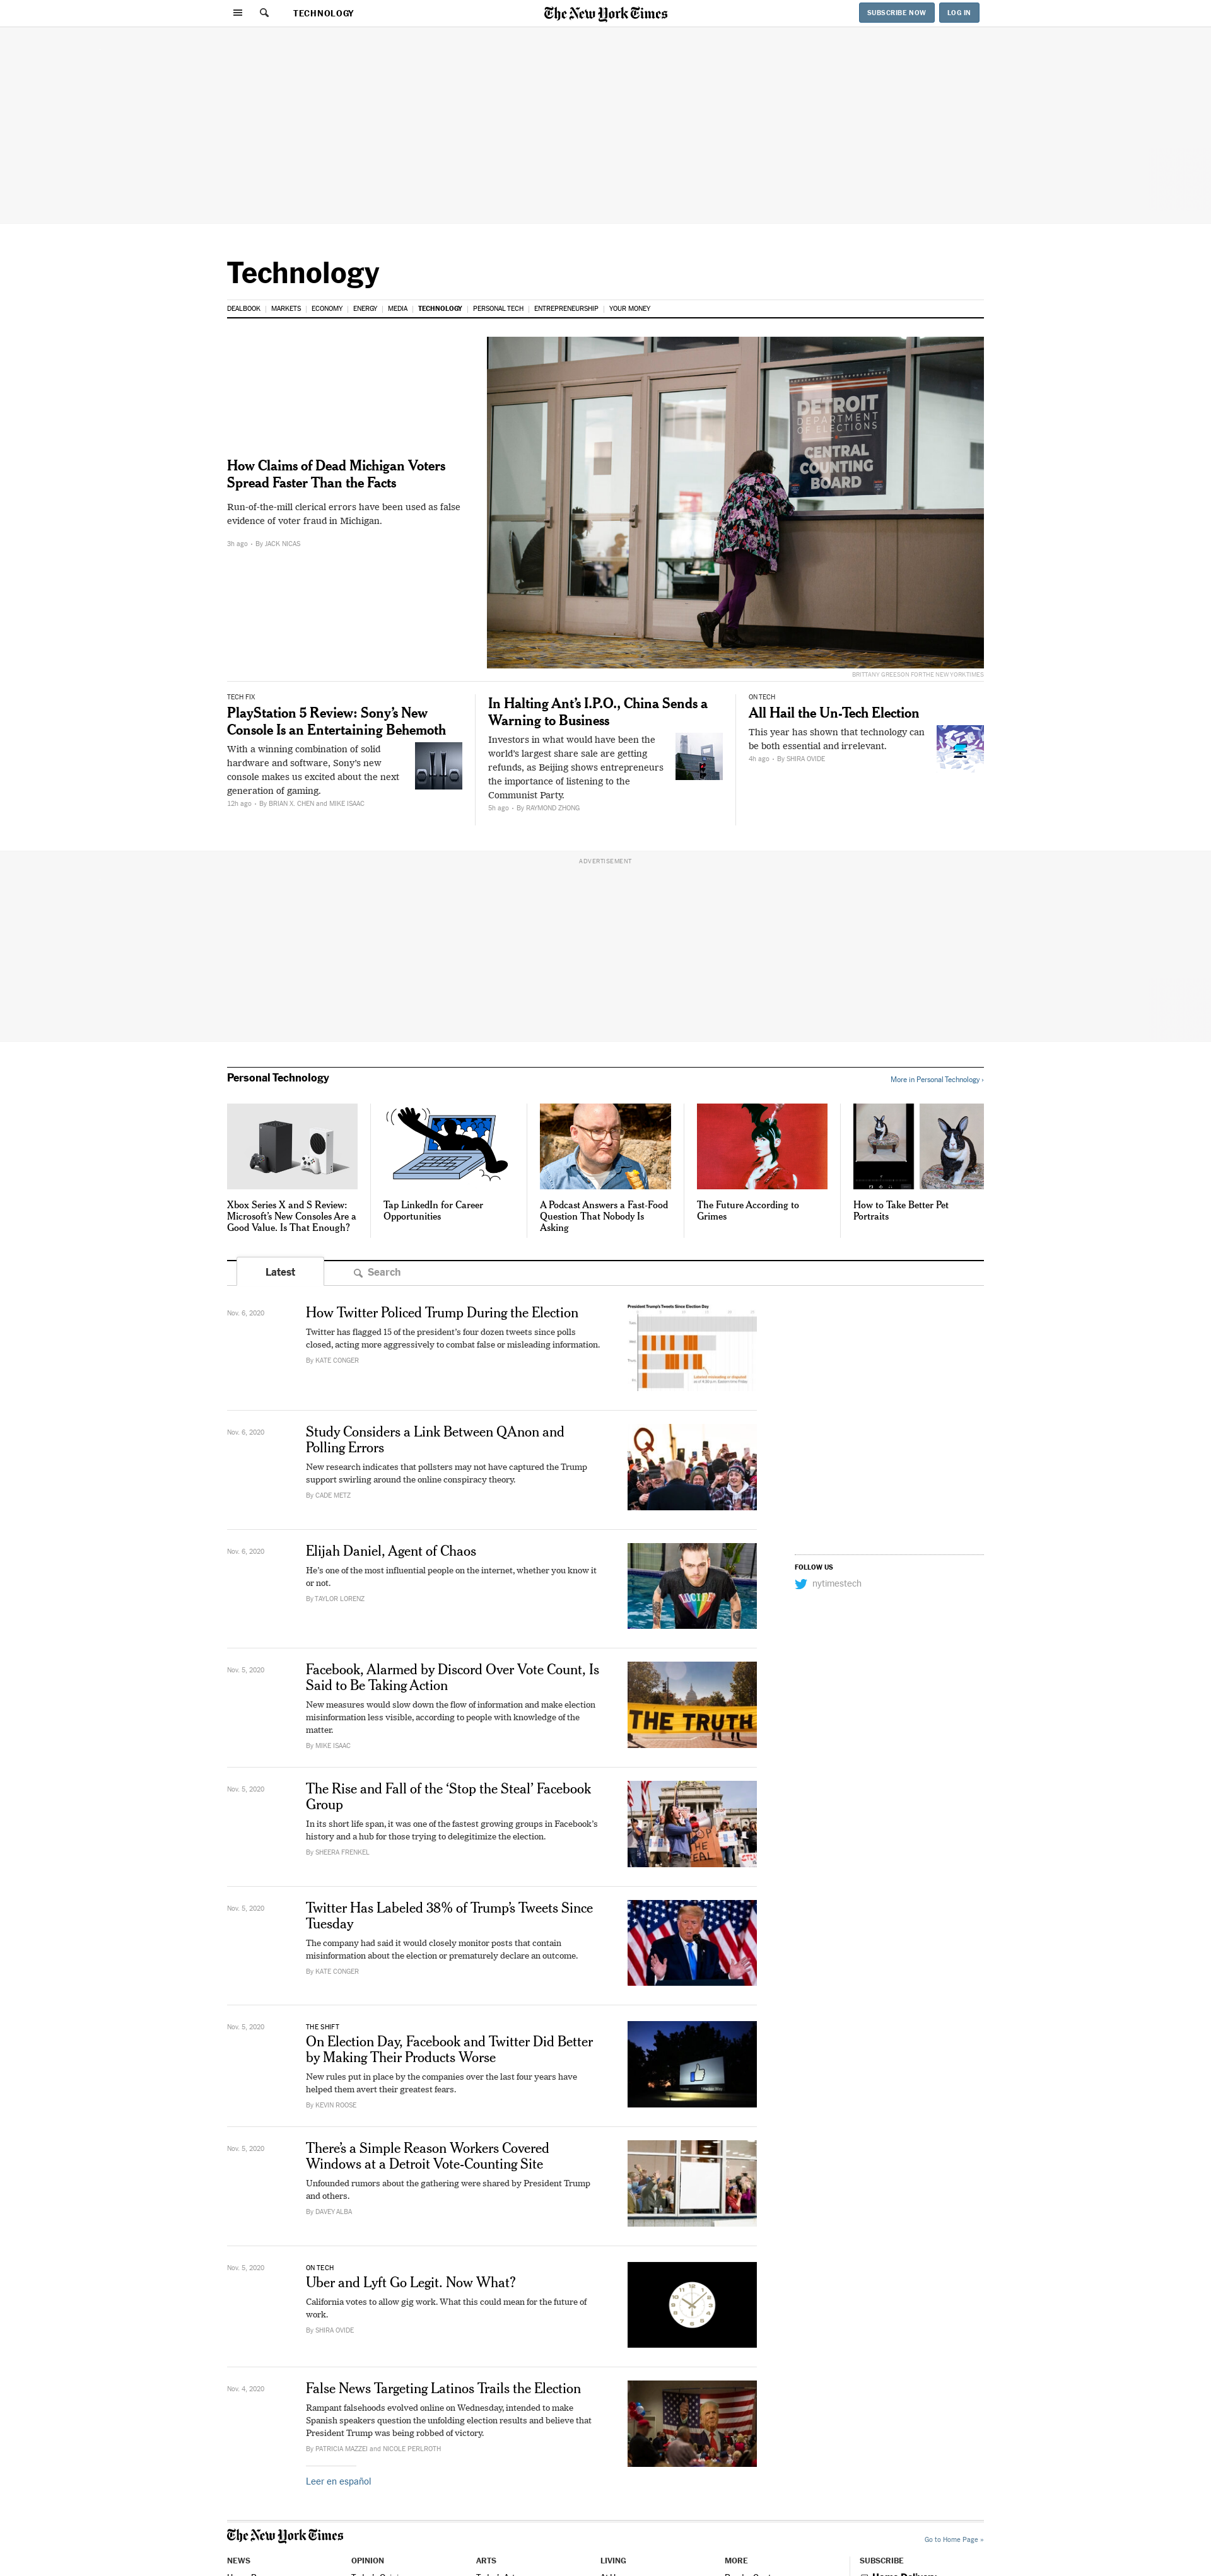 TECHNOLOGY
The New York Times
SUBSCRIBE NOW
LOG IN
Technology
DEALBOOK
MARKETS
ECONOMY
ENERGY
MEDIA
TECHNOLOGY
PERSONAL TECH
ENTREPRENEURSHIP
YOUR MONEY
How Claims of Dead Michigan Voters
Spread Faster Than the Facts
Run-of-the-mill clerical errors have been used as false
evidence of voter fraud in Michigan.
3h ago • By JACK NICAS
DETROIT
DEPARTMENT
OF ELECTIONS
CENTRAL
COUNTING
BOARD
BRITTANY GREESON FOR THE NEW YORK TIMES
TECH FIX
PlayStation 5 Review: Sony’s New
Console Is an Entertaining Behemoth
With a winning combination of solid
hardware and software, Sony’s new
console makes us excited about the next
generation of gaming.
12h ago • By BRIAN X. CHEN and MIKE ISAAC
In Halting Ant’s I.P.O., China Sends a
Warning to Business
Investors in what would have been the
world’s largest share sale are getting
refunds, as Beijing shows entrepreneurs
the importance of listening to the
Communist Party.
5h ago • By RAYMOND ZHONG
ON TECH
All Hail the Un-Tech Election
This year has shown that technology can
be both essential and irrelevant.
4h ago • By SHIRA OVIDE
ADVERTISEMENT
Personal Technology
More in Personal Technology ›
Xbox Series X and S Review:
Microsoft’s New Consoles Are a
Good Value. Is That Enough?
Tap LinkedIn for Career
Opportunities
A Podcast Answers a Fast-Food
Question That Nobody Is
Asking
The Future According to
Grimes
How to Take Better Pet
Portraits
Latest
Search
Nov. 6, 2020
How Twitter Policed Trump During the Election
Twitter has flagged 15 of the president’s four dozen tweets since polls
closed, acting more aggressively to combat false or misleading information.
By KATE CONGER
President Trump's Tweets Since Election Day
Nov. 6, 2020
Study Considers a Link Between QAnon and
Polling Errors
New research indicates that pollsters may not have captured the Trump
support swirling around the online conspiracy theory.
By CADE METZ
Q
Nov. 6, 2020
Elijah Daniel, Agent of Chaos
He’s one of the most influential people on the internet, whether you know it
or not.
By TAYLOR LORENZ
FOLLOW US
nytimestech
Nov. 5, 2020
Facebook, Alarmed by Discord Over Vote Count, Is
Said to Be Taking Action
New measures would slow down the flow of information and make election
misinformation less visible, according to people with knowledge of the
matter.
By MIKE ISAAC
THE TRUTH
Nov. 5, 2020
The Rise and Fall of the ‘Stop the Steal’ Facebook
Group
In its short life span, it was one of the fastest growing groups in Facebook’s
history and a hub for those trying to delegitimize the election.
By SHEERA FRENKEL
Nov. 5, 2020
Twitter Has Labeled 38% of Trump’s Tweets Since
Tuesday
The company had said it would closely monitor posts that contain
misinformation about the election or prematurely declare an outcome.
By KATE CONGER
Nov. 5, 2020
THE SHIFT
On Election Day, Facebook and Twitter Did Better
by Making Their Products Worse
New rules put in place by the companies over the last four years have
helped them avert their greatest fears.
By KEVIN ROOSE
Nov. 5, 2020
There’s a Simple Reason Workers Covered
Windows at a Detroit Vote-Counting Site
Unfounded rumors about the gathering were shared by President Trump
and others.
By DAVEY ALBA
Nov. 5, 2020
ON TECH
Uber and Lyft Go Legit. Now What?
California votes to allow gig work. What this could mean for the future of
work.
By SHIRA OVIDE
Nov. 4, 2020
False News Targeting Latinos Trails the Election
Rampant falsehoods evolved online on Wednesday, intended to make
Spanish speakers question the unfolding election results and believe that
President Trump was being robbed of victory.
By PATRICIA MAZZEI and NICOLE PERLROTH
Leer en español
The New York Times
Go to Home Page »
NEWS
OPINION
ARTS
LIVING
MORE
SUBSCRIBE